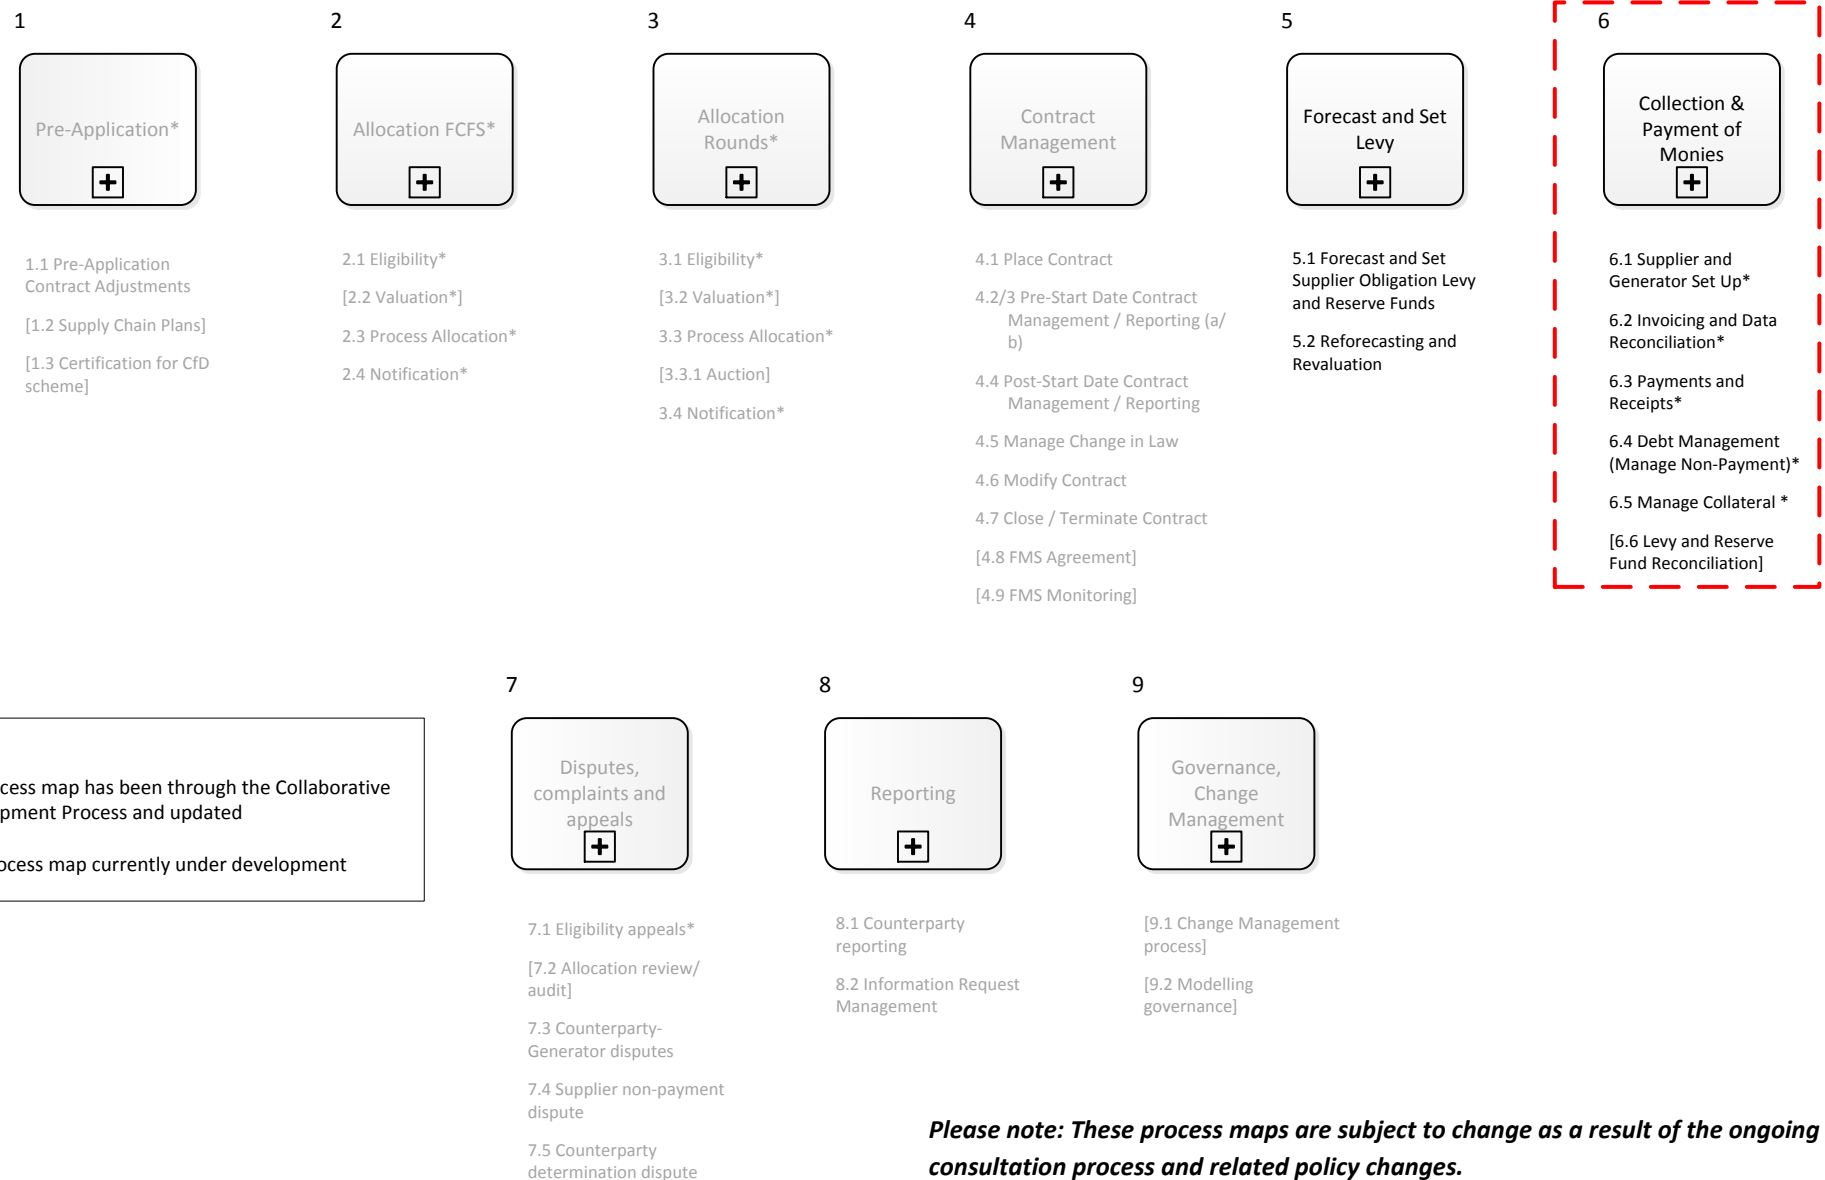 1
2
3
4
5
6
Pre-Application*
Allocation FCFS*
Allocation
Rounds*
Contract
Management
Forecast and Set
Levy
Collection &
Payment of
Monies
1.1 Pre-Application
Contract Adjustments
[1.2 Supply Chain Plans]
[1.3 Certification for CfD
scheme]
2.1 Eligibility*
[2.2 Valuation*]
2.3 Process Allocation*
2.4 Notification*
3.1 Eligibility*
[3.2 Valuation*]
3.3 Process Allocation*
[3.3.1 Auction]
3.4 Notification*
4.1 Place Contract
4.2/3 Pre-Start Date Contract
Management / Reporting (a/
b)
4.4 Post-Start Date Contract
Management / Reporting
4.5 Manage Change in Law
4.6 Modify Contract
4.7 Close / Terminate Contract
[4.8 FMS Agreement]
[4.9 FMS Monitoring]
5.1 Forecast and Set
Supplier Obligation Levy
and Reserve Funds
5.2 Reforecasting and
Revaluation
6.1 Supplier and
Generator Set Up*
6.2 Invoicing and Data
Reconciliation*
6.3 Payments and
Receipts*
6.4 Debt Management
(Manage Non-Payment)*
6.5 Manage Collateral *
[6.6 Levy and Reserve
Fund Reconciliation]
7
8
9
cess map has been through the Collaborative
pment Process and updated
ocess map currently under development
Disputes,
complaints and
appeals
Reporting
Governance,
Change
Management
7.1 Eligibility appeals*
[7.2 Allocation review/
audit]
7.3 Counterparty-
Generator disputes
7.4 Supplier non-payment
dispute
7.5 Counterparty
determination dispute
8.1 Counterparty
reporting
8.2 Information Request
Management
[9.1 Change Management
process]
[9.2 Modelling
governance]
Please note: These process maps are subject to change as a result of the ongoing
consultation process and related policy changes.